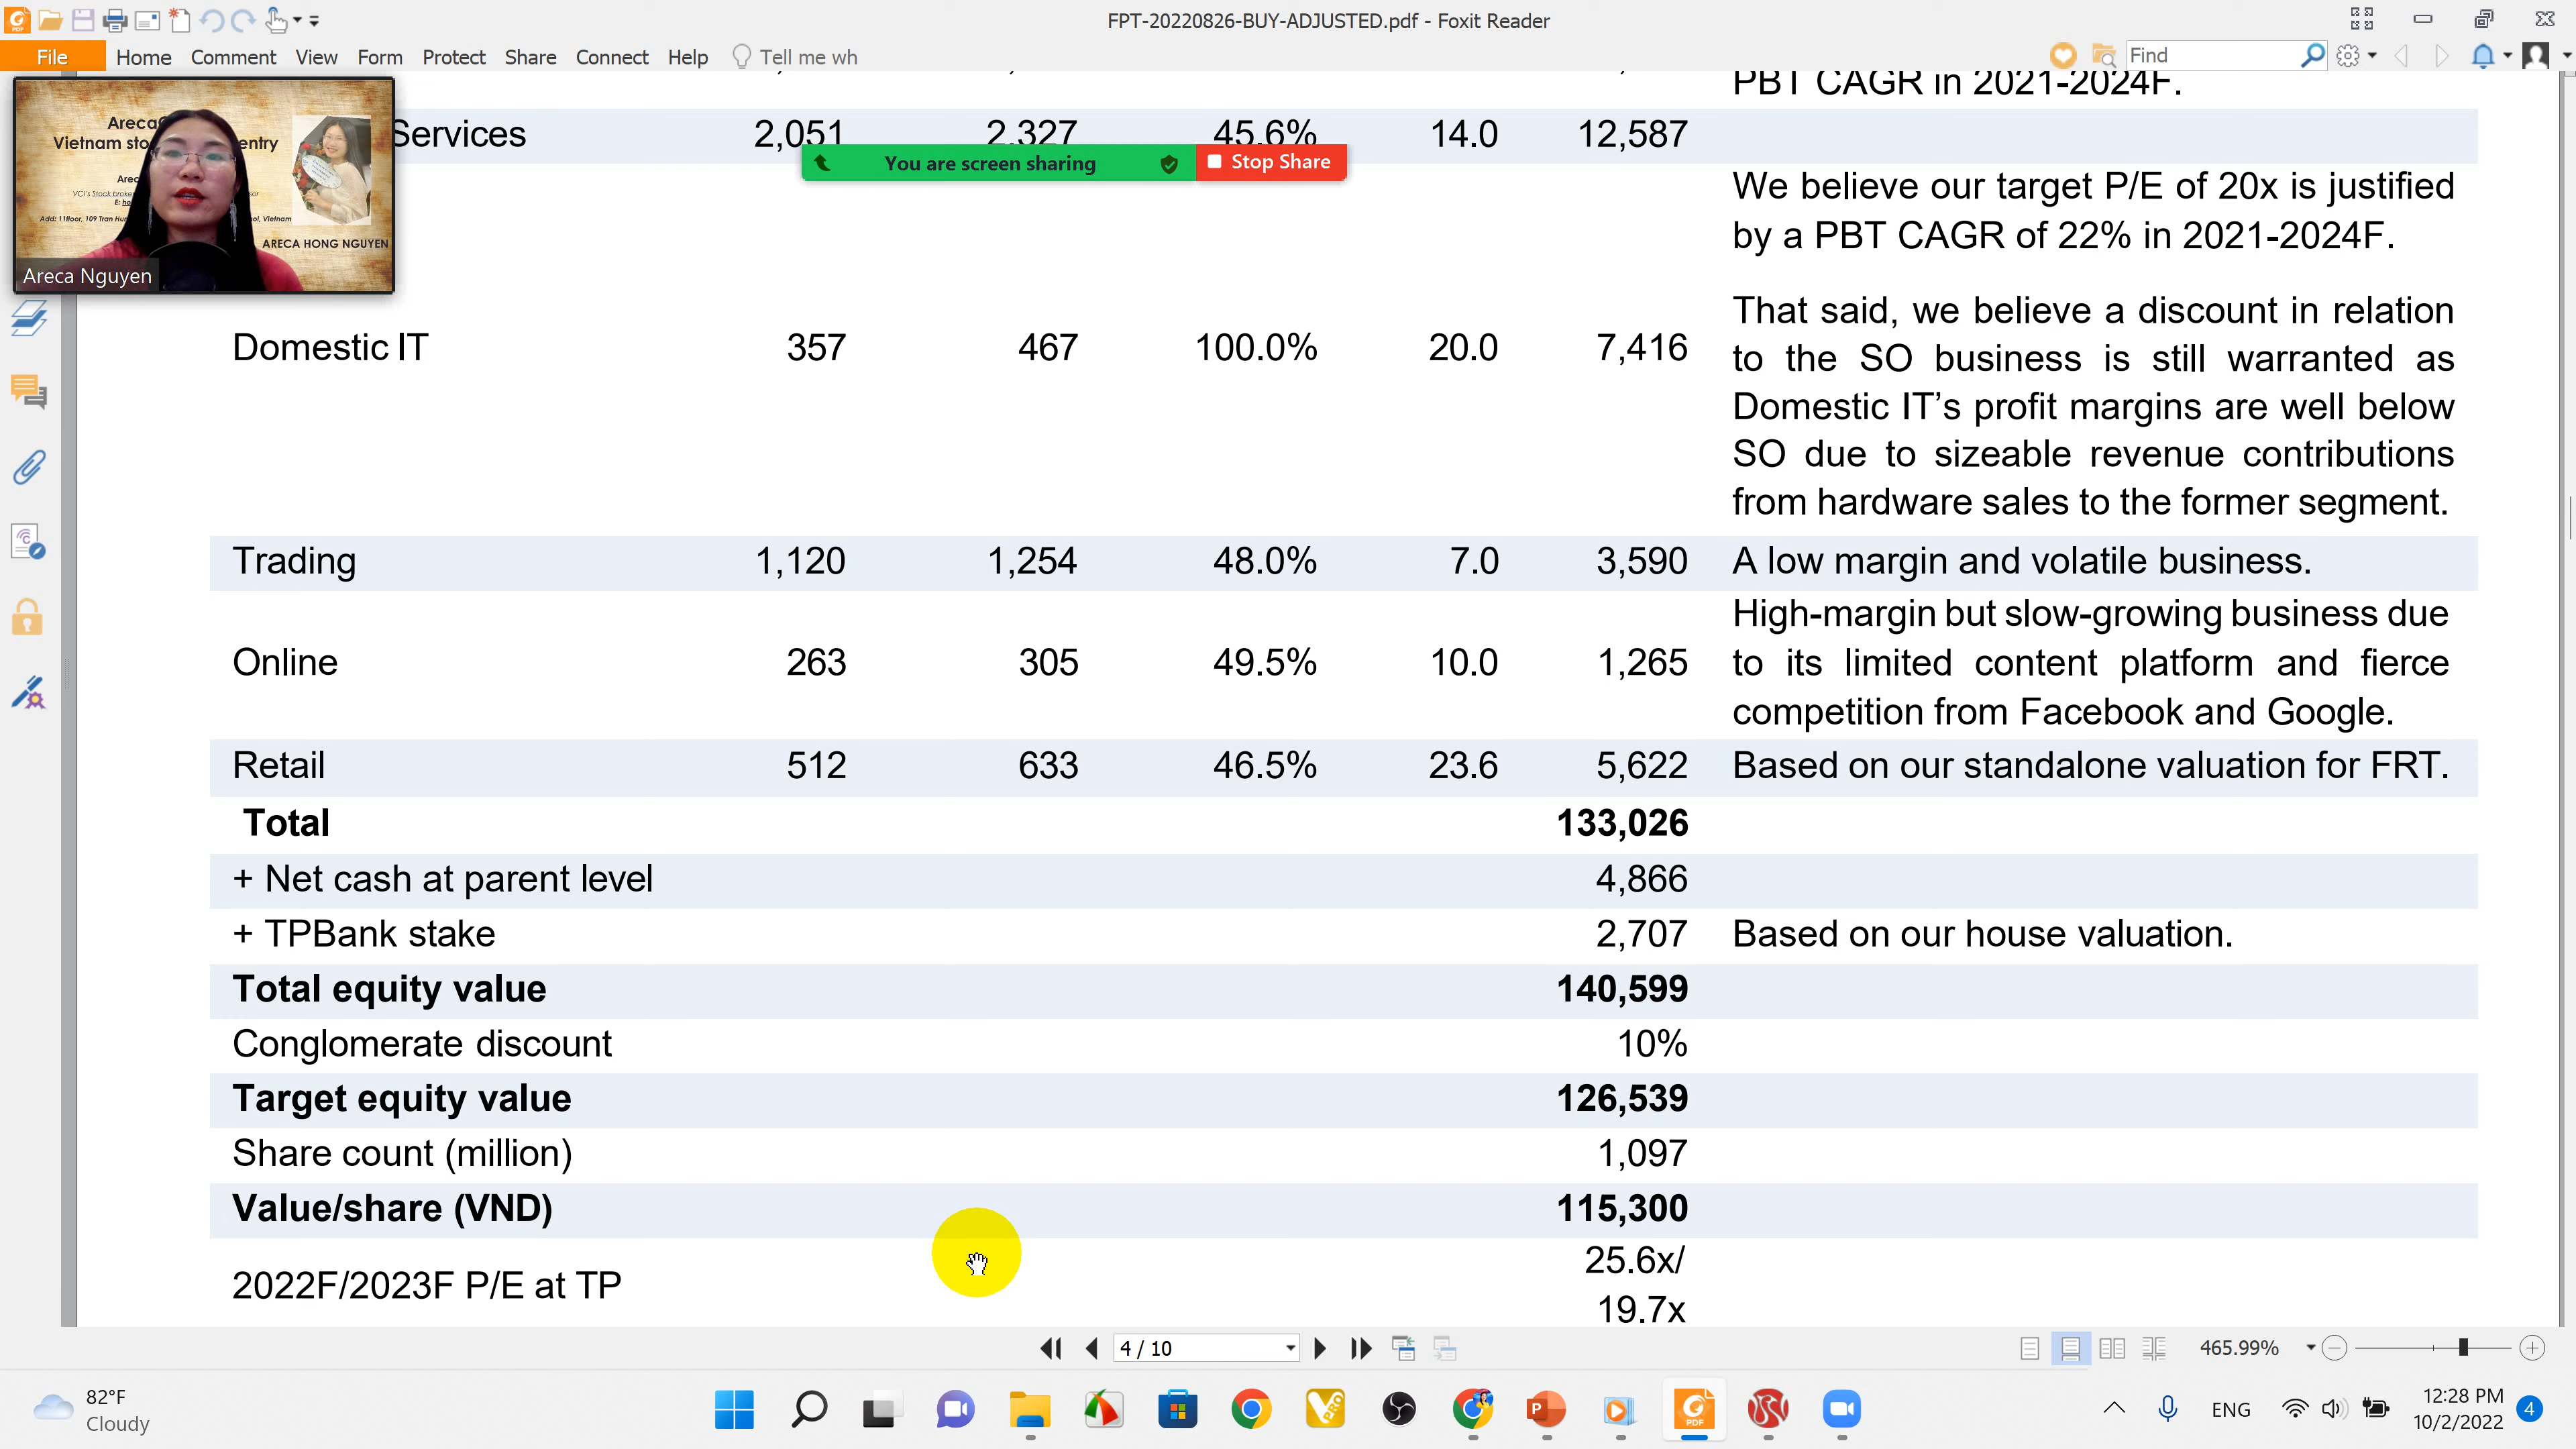 FPT-20220826-BUY-ADJUSTED.pdf - Foxit Reader
File Home Comment View Form Protect Share Connect Help Tell me wh
Find
PBT CAGR in 2021-2024F.
Services 2,051 2,327 45.6% 14.0 12,587
You are screen sharing Stop Share
Vietnam sto entry
ARECA HONG NGUYEN
Areca Nguyen
We believe our target P/E of 20x is justified
by a PBT CAGR of 22% in 2021-2024F.
That said, we believe a discount in relation
Domestic IT 357 467 100.0% 20.0 7,416
to the SO business is still warranted as
Domestic IT’s profit margins are well below
SO due to sizeable revenue contributions
from hardware sales to the former segment.
Trading 1,120 1,254 48.0% 7.0 3,590 A low margin and volatile business.
High-margin but slow-growing business due
Online 263 305 49.5% 10.0 1,265 to its limited content platform and fierce
competition from Facebook and Google.
Retail 512 633 46.5% 23.6 5,622 Based on our standalone valuation for FRT.
Total 133,026
+ Net cash at parent level 4,866
+ TPBank stake 2,707 Based on our house valuation.
Total equity value 140,599
Conglomerate discount 10%
Target equity value 126,539
Share count (million) 1,097
Value/share (VND) 115,300
2022F/2023F P/E at TP 25.6x/
19.7x
4 / 10
465.99%
82°F
Cloudy
ENG
12:28 PM
10/2/2022
4